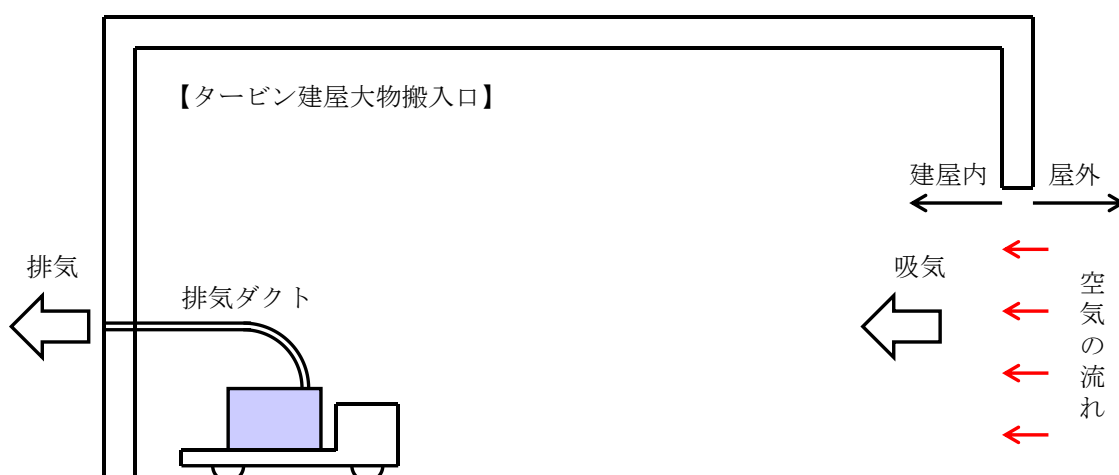 【タービン建屋大物搬入口】
建屋内
屋外
排気
排気ダクト
吸気
空気の流れ